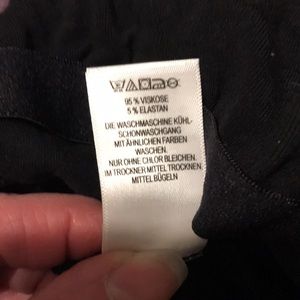 95 % VISKOSE
5 % ELASTAN
DIE WASCHMASCHINE KÜHL-
SCHONWASCHGANG
MIT ÄHNLICHEN FARBEN
WASCHEN.
NUR OHNE CHLOR BLEICHEN.
IM TROCKNER MITTEL TROCKNEN.
MITTEL BÜGELN